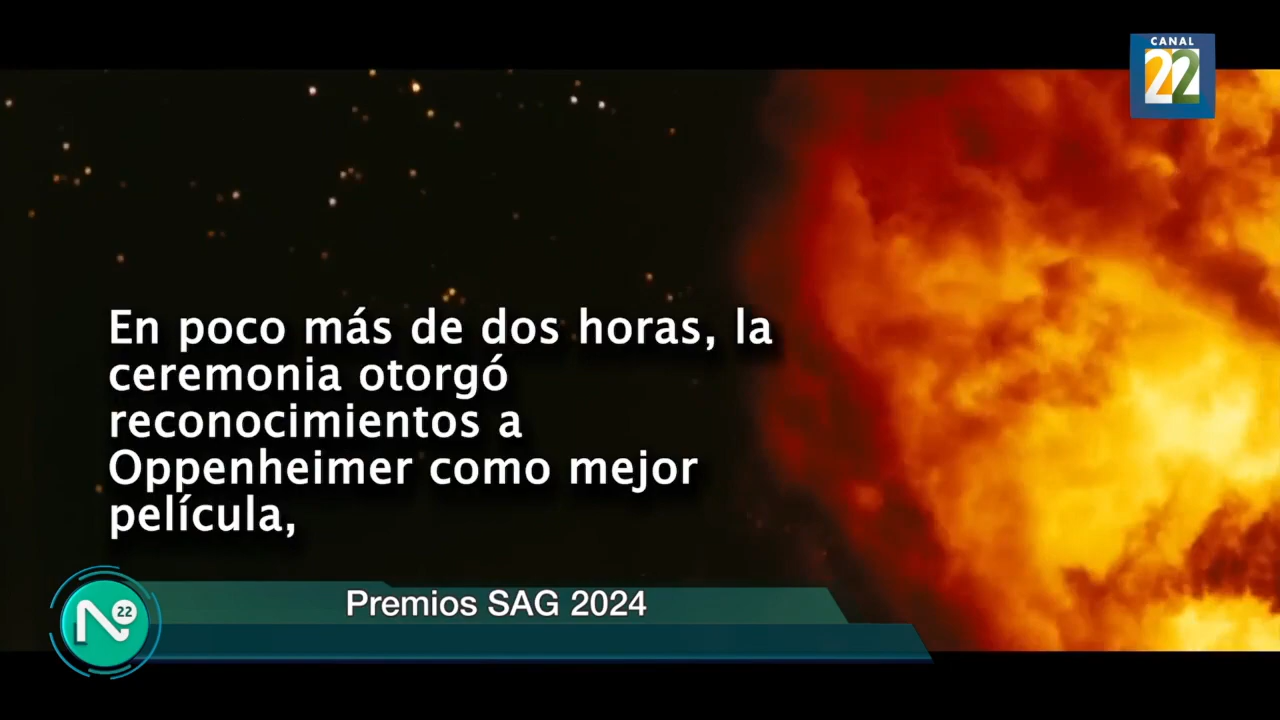 CANAL
22
En poco más de dos horas, la
ceremonia otorgó
reconocimientos a
Oppenheimer como mejor
película,
Premios SAG 2024
N 22